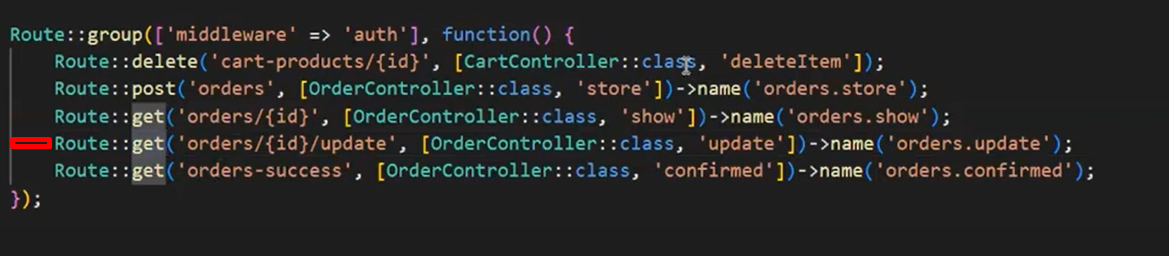 Route::group(['middleware' => 'auth'], function() {
    Route::delete('cart-products/{id}', [CartController::class, 'deleteItem']);
    Route::post('orders', [OrderController::class, 'store'])->name('orders.store');
    Route::get('orders/{id}', [OrderController::class, 'show'])->name('orders.show');
    Route::get('orders/{id}/update', [OrderController::class, 'update'])->name('orders.update');
    Route::get('orders-success', [OrderController::class, 'confirmed'])->name('orders.confirmed');
});